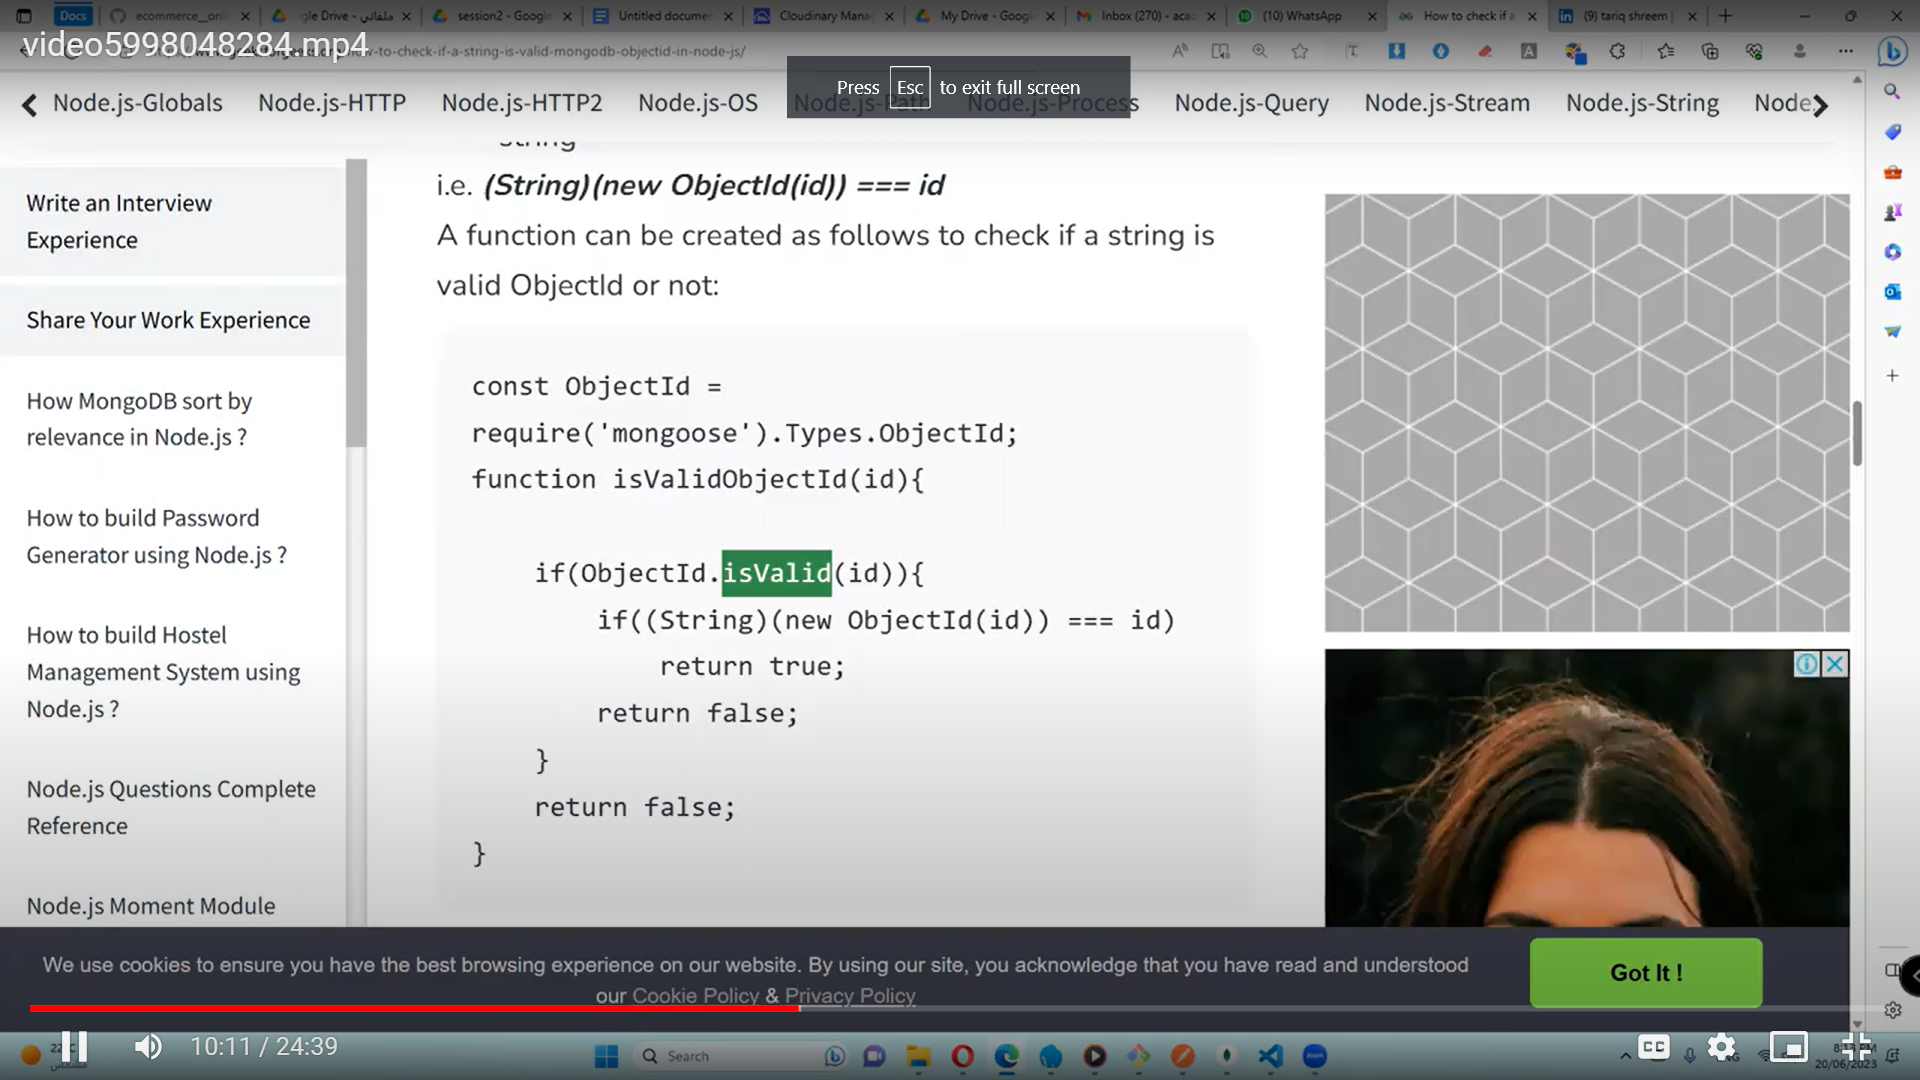 Docs
ecommerce_onl
session2 - Google
Untitled documen
Cloudinary Mana
My Drive - Googl
Inbox (270) - aca
(10) WhatsApp
How to check if a
(9) tariq shreem
video5998048284.mp4
-to-check-if-a-string-is-valid-mongodb-objectid-in-node-js/
Press Esc to exit full screen
Node.js-Globals
Node.js-HTTP
Node.js-HTTP2
Node.js-OS
Node.js-Path
Node.js-Process
Node.js-Query
Node.js-Stream
Node.js-String
Node.
Write an Interview
Experience
Share Your Work Experience
How MongoDB sort by
relevance in Node.js ?
How to build Password
Generator using Node.js ?
How to build Hostel
Management System using
Node.js ?
Node.js Questions Complete
Reference
Node.js Moment Module
string
i.e. (String)(new ObjectId(id)) === id
A function can be created as follows to check if a string is
valid ObjectId or not:
const ObjectId =
require('mongoose').Types.ObjectId;
function isValidObjectId(id){
if(ObjectId.isValid(id)){
if((String)(new ObjectId(id)) === id)
return true;
return false;
}
return false;
}
We use cookies to ensure you have the best browsing experience on our website. By using our site, you acknowledge that you have read and understood
our Cookie Policy & Privacy Policy
Got It !
10:11 / 24:39
Search
CC
20/06/2023